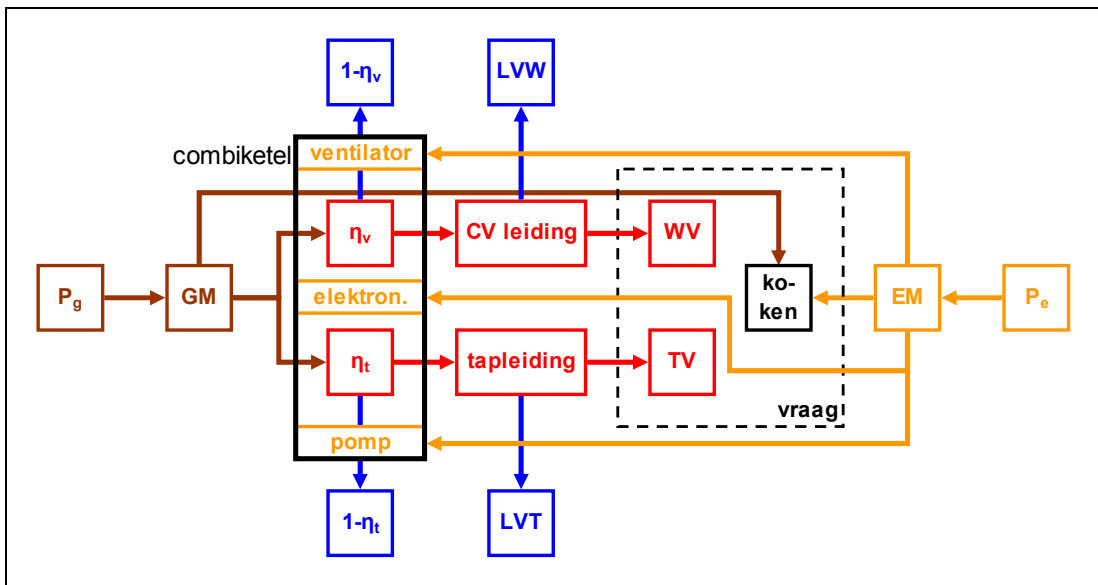 1-ηv
LVW
combiketel
ventilator
ηv
CV leiding
WV
Pg
GM
elektron.
ko-
ken
EM
Pe
ηt
tapleiding
TV
vraag
pomp
1-ηt
LVT